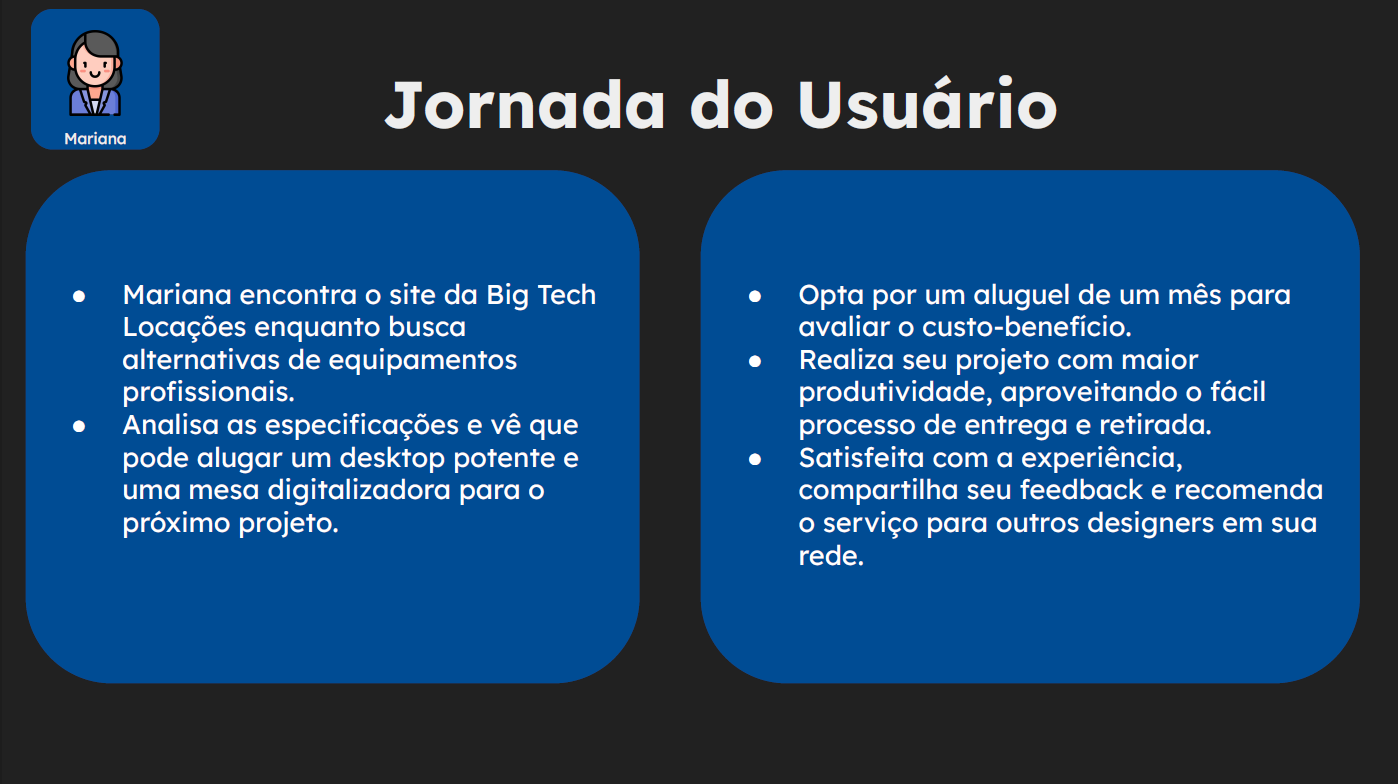 Mariana
Jornada do Usuário
● Mariana encontra o site da Big Tech
Locações enquanto busca
alternativas de equipamentos
profissionais.
● Analisa as especificações e vê que
pode alugar um desktop potente e
uma mesa digitalizadora para o
próximo projeto.
● Opta por um aluguel de um mês para
avaliar o custo-benefício.
● Realiza seu projeto com maior
produtividade, aproveitando o fácil
processo de entrega e retirada.
● Satisfeita com a experiência,
compartilha seu feedback e recomenda
o serviço para outros designers em sua
rede.